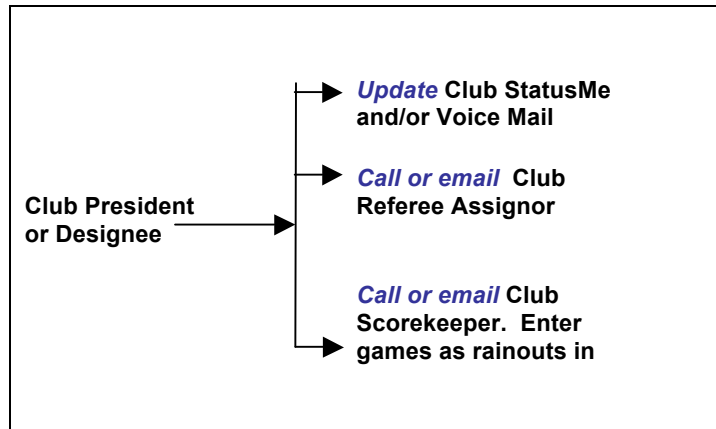 Update Club StatusMe
and/or Voice Mail
Call or email Club
Referee Assignor
Club President
or Designee
Call or email Club
Scorekeeper. Enter
games as rainouts in